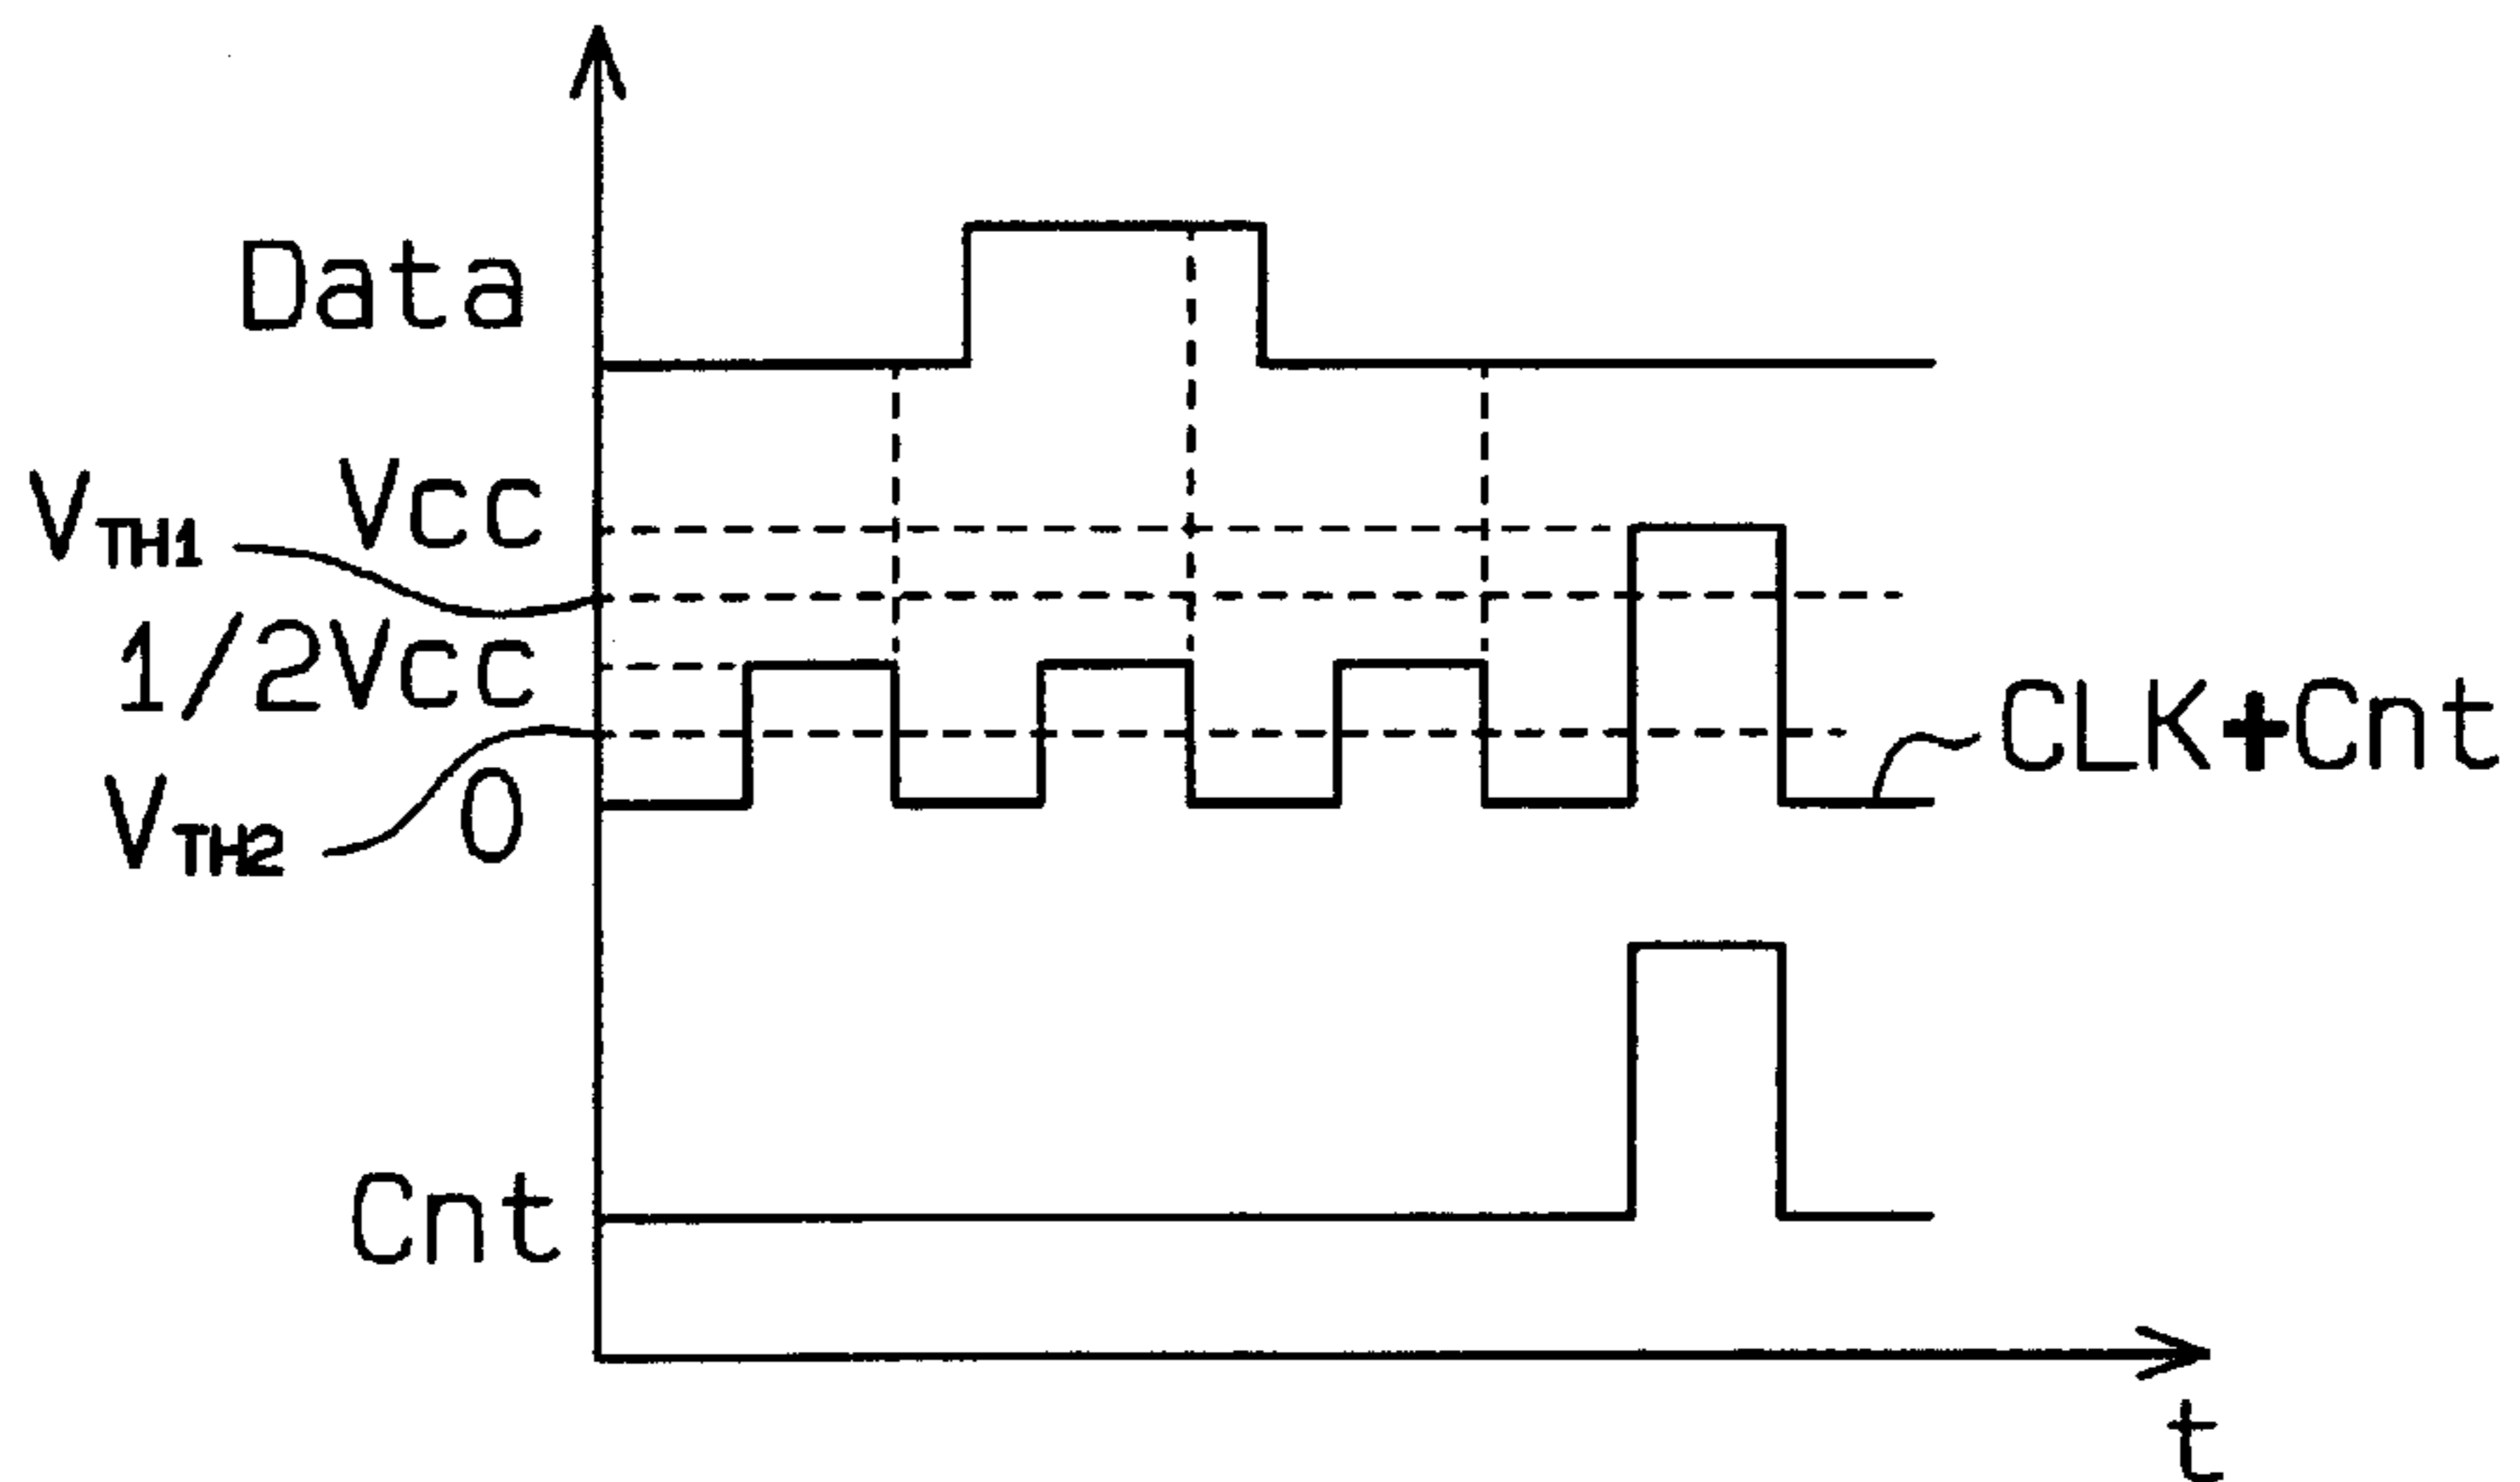 Data
Vcc
VTH1
1/2Vcc
CLK+Cnt
VTH2
0
Cnt
t